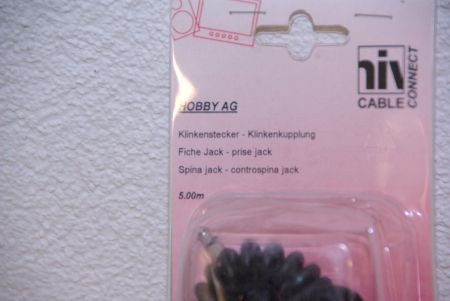 hiv
CABLE
CONNECT
HOBBY AG
Klinkenstecker - Klinkenkupplung
Fiche Jack - prise jack
Spina jack - controspina jack
5.00m